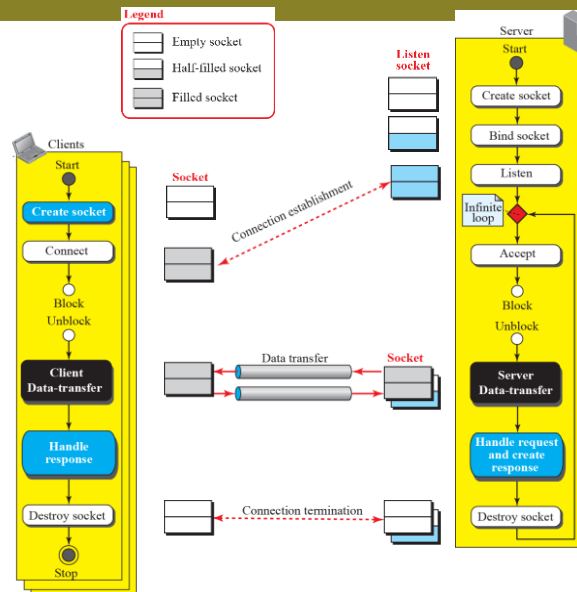 Legend
Empty socket
Half-filled socket
Filled socket
Clients
Start
Create socket
Connect
Block
Unblock
Client
Data-transfer
Handle
response
Destroy socket
Stop
Socket
Connection establishment
Data transfer
Socket
Connection termination
Listen
socket
Server
Start
Create socket
Bind socket
Listen
Infinite
loop
Accept
Block
Unblock
Server
Data-transfer
Handle request
and create
response
Destroy socket